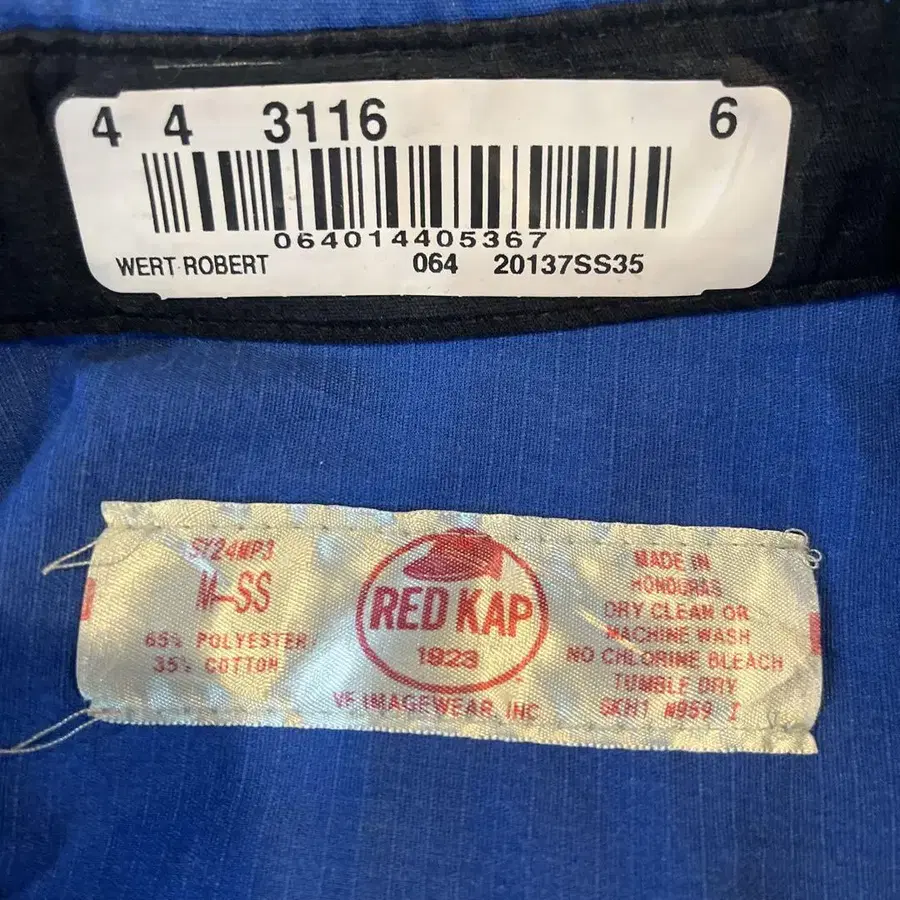 4 4 3116 6
064014405367
WERT ROBERT 064 20137SS35
SY24MP3
M-SS
65% POLYESTER
35% COTTON
RED KAP
1923
VF IMAGEWEAR, INC
MADE IN
HONDURAS
DRY CLEAN OR
MACHINE WASH
NO CHLORINE BLEACH
TUMBLE DRY